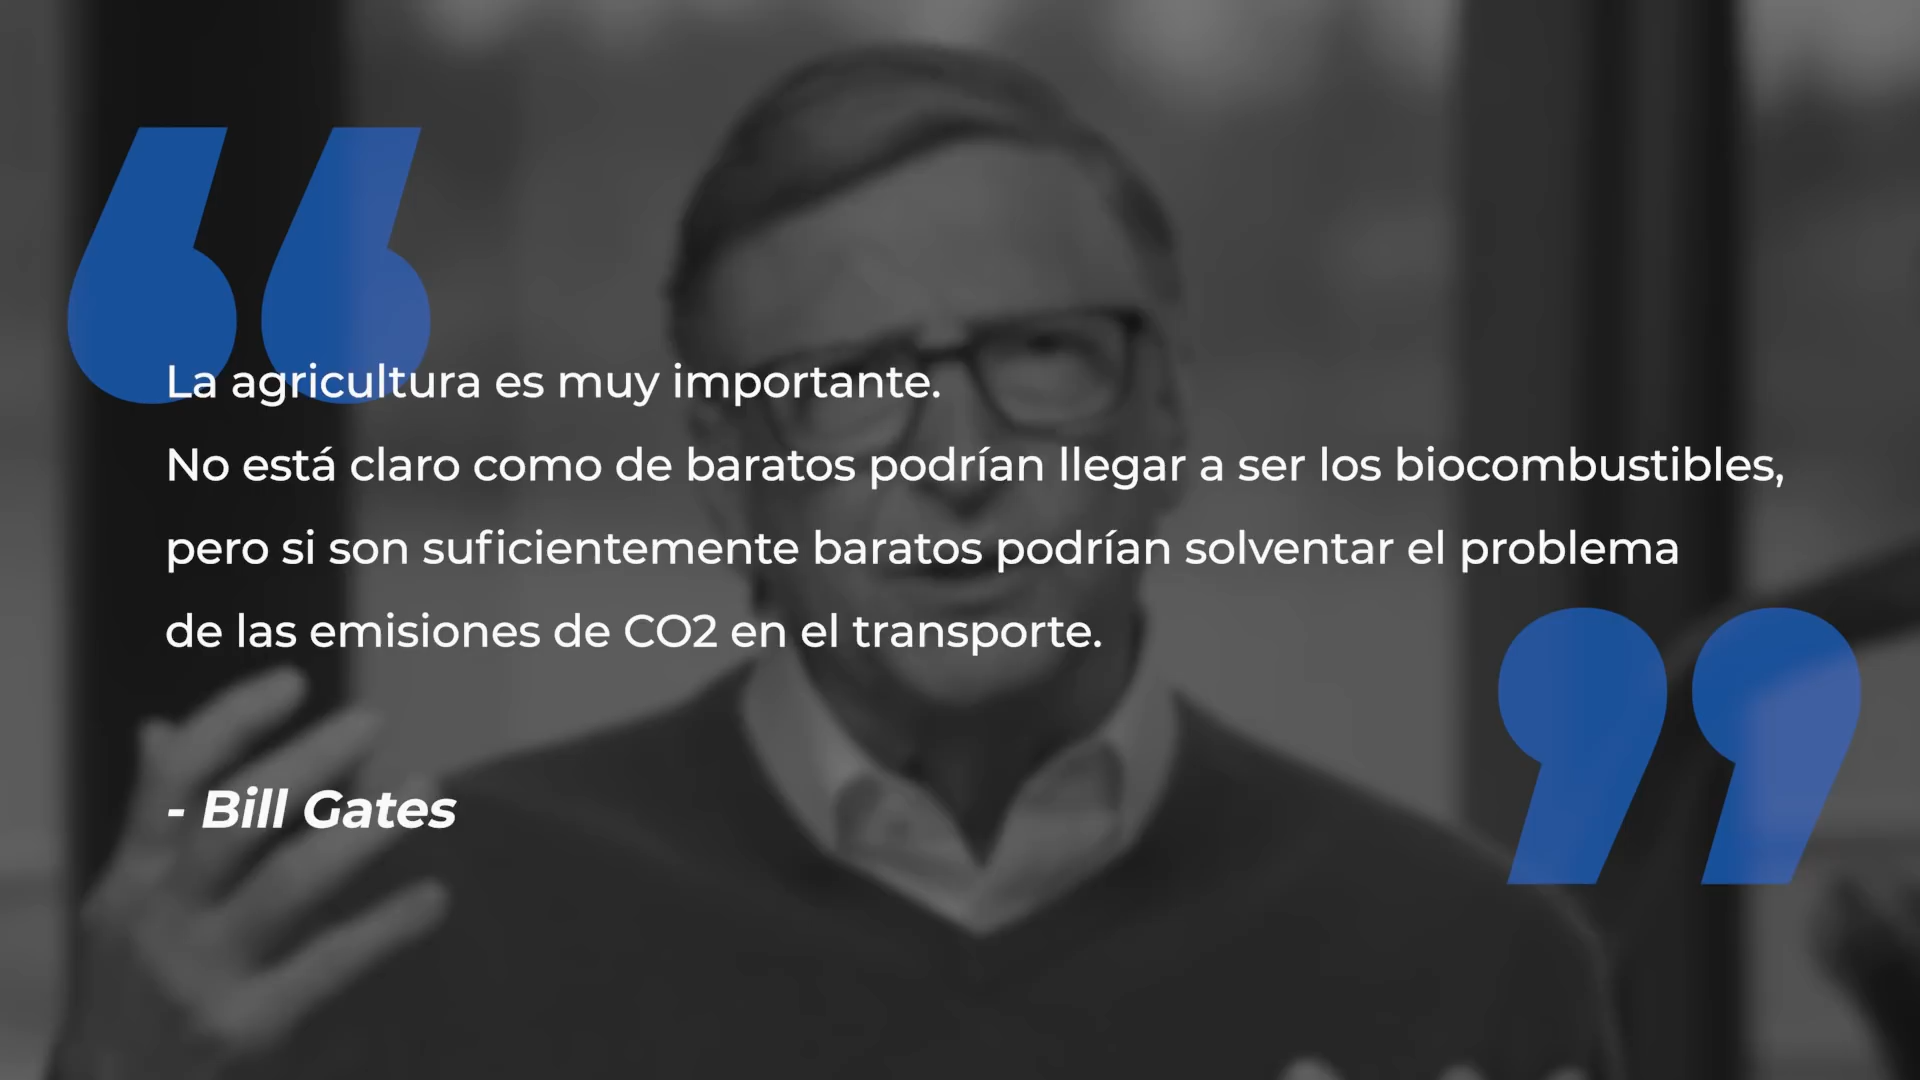 La agricultura es muy importante.
No está claro como de baratos podrían llegar a ser los biocombustibles,
pero si son suficientemente baratos podrían solventar el problema
de las emisiones de CO2 en el transporte.
- Bill Gates